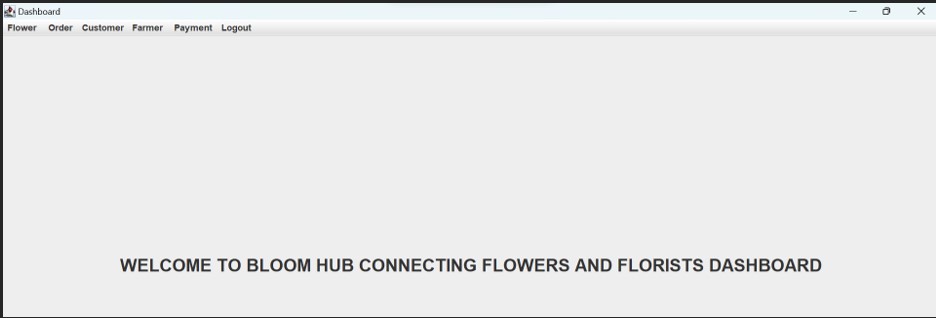 Dashboard
Flower Order Customer Farmer Payment Logout
WELCOME TO BLOOM HUB CONNECTING FLOWERS AND FLORISTS DASHBOARD